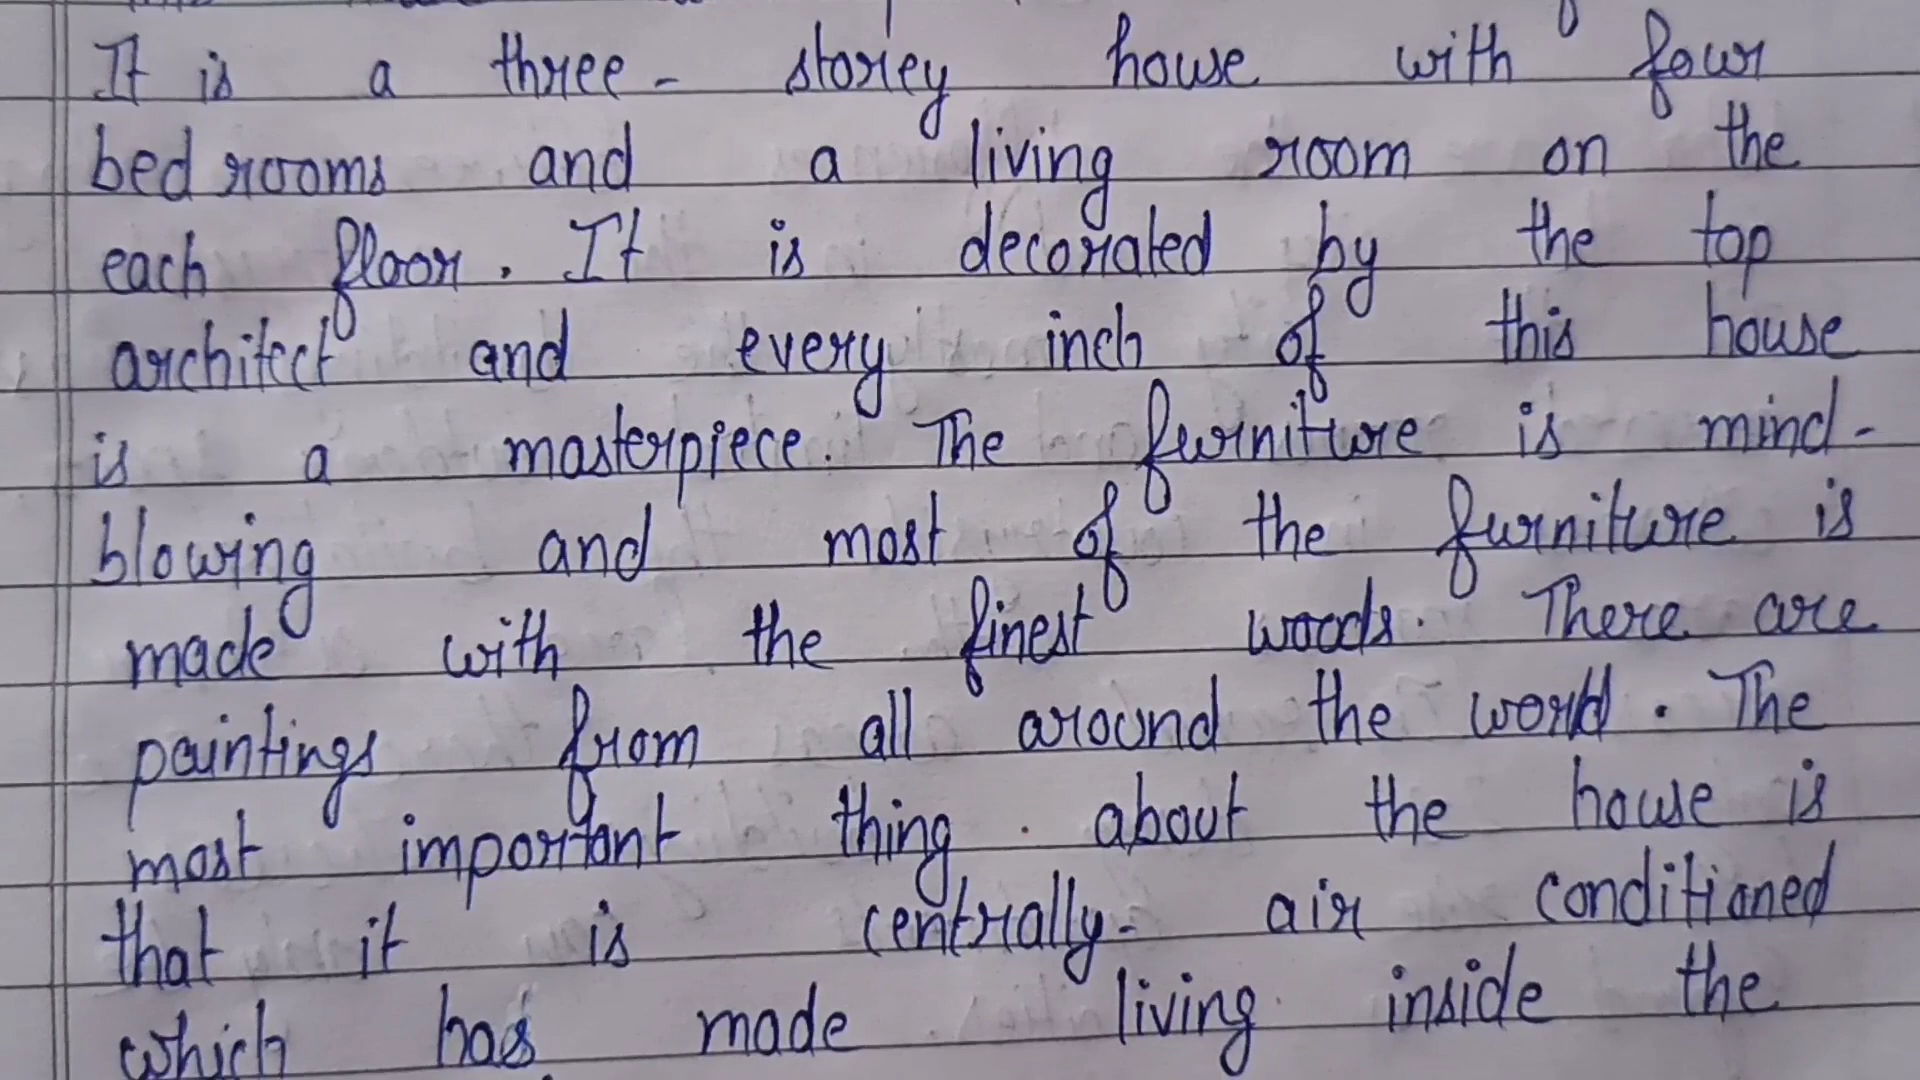 It is a three- storey house with four
bed rooms and a living room on the
each floor. It is decorated by the top
architect and every inch of this house
is a masterpiece. The furniture is mind-
blowing and most of the furniture is
made with the finest woods. There are
paintings from all around the world. The
most important thing about the house is
that it is centrally- air conditioned
which has made living inside the